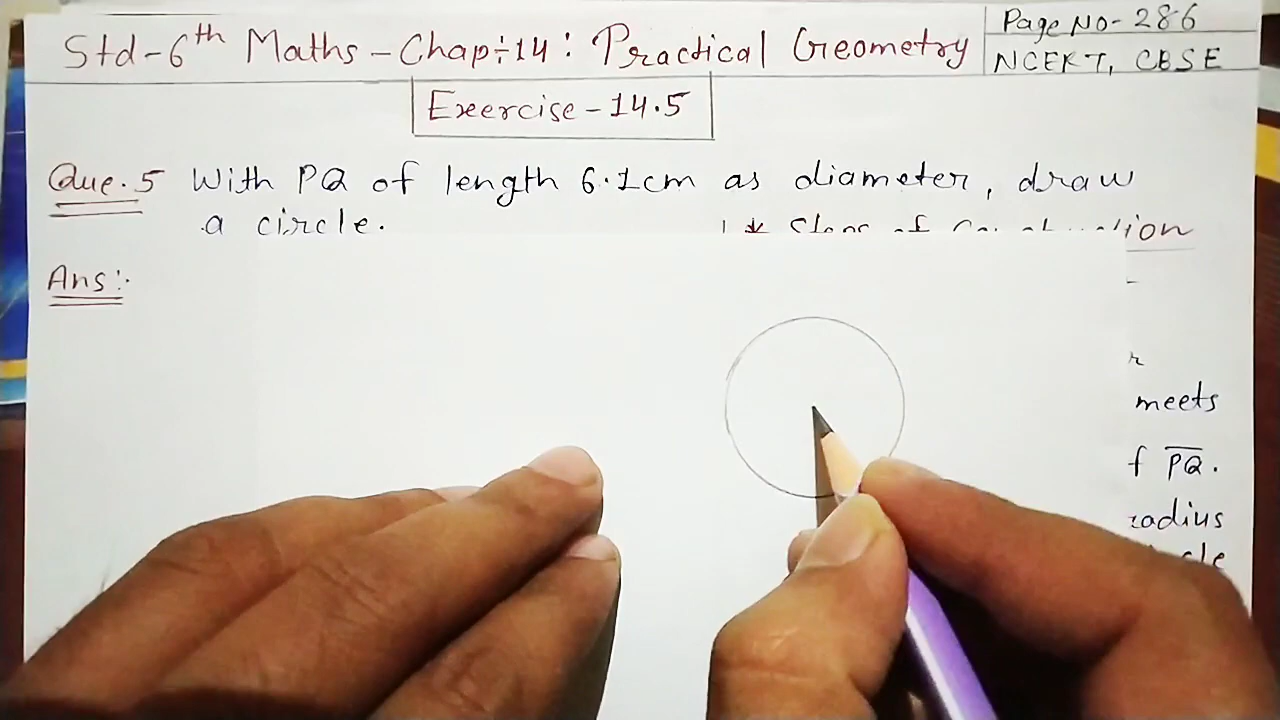 Std-6th Maths - Chap÷14: Practical Geometry
Page No- 286
NCERT, CBSE
Exercise - 14.5
Que.5 With PQ of length 6.1cm as diameter, draw
a circle.
Ans:-
meets
f PQ.
radius